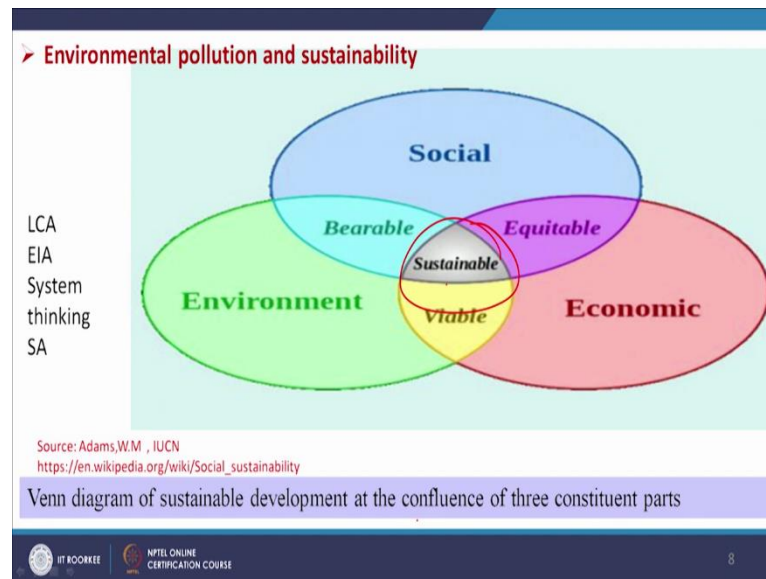 ➤ Environmental pollution and sustainability
Social
Bearable
Equitable
Sustainable
Environment
Viable
Economic
LCA
EIA
System
thinking
SA
Source: Adams,W.M , IUCN
https://en.wikipedia.org/wiki/Social_sustainability
Venn diagram of sustainable development at the confluence of three constituent parts
IIT ROORKEE
NPTEL ONLINE
CERTIFICATION COURSE
8